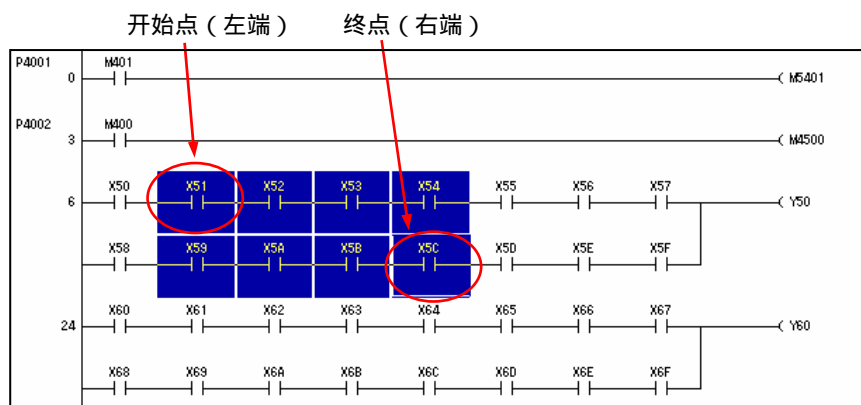 开始点（左端） 终点（右端）
P4001 M401
0 M5401
P4002 M400
3 M4500
X50 X51 X52 X53 X54 X55 X56 X57
6 Y50
X58 X59 X5A X5B X5C X5D X5E X5F
X60 X61 X62 X63 X64 X65 X66 X67
24 Y60
X68 X69 X6A X6B X6C X6D X6E X6F